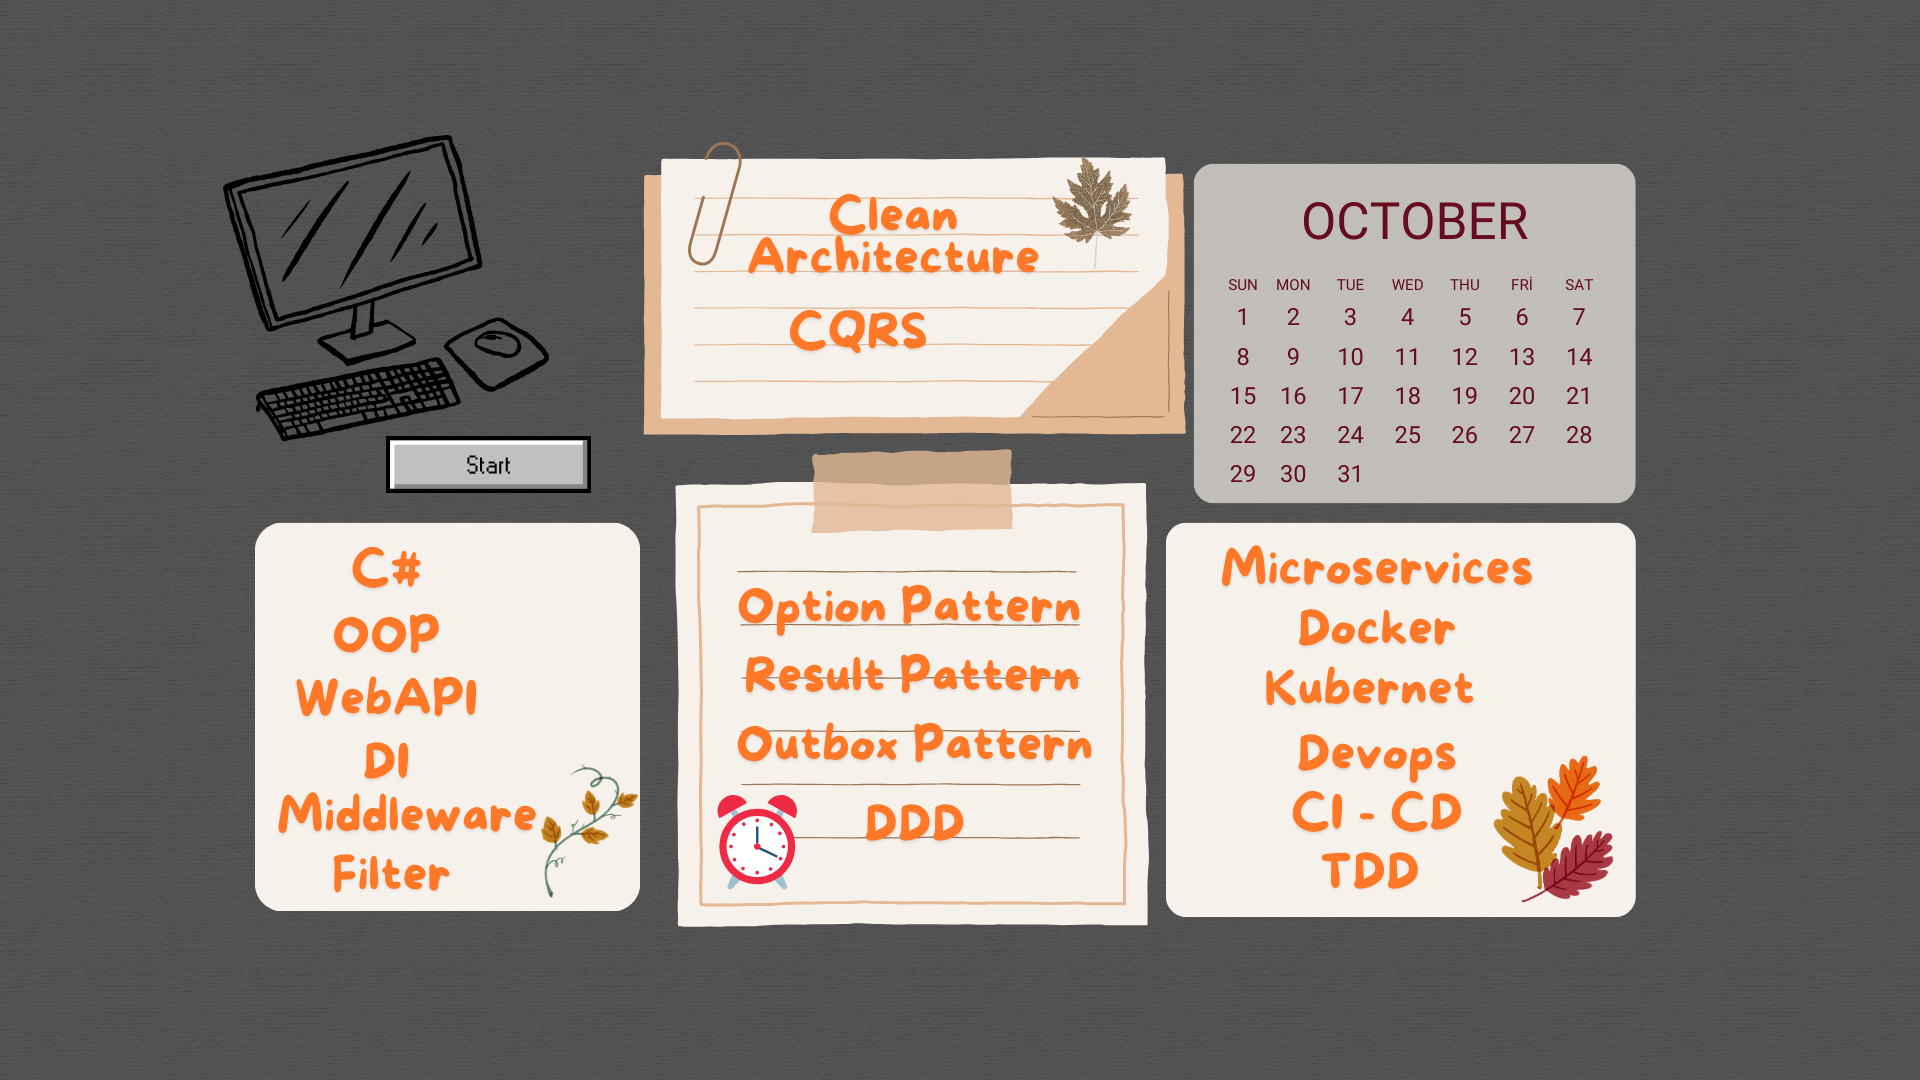 Clean
Architecture
CQRS
OCTOBER
SUN MON TUE WED THU FRİ SAT
1 2 3 4 5 6 7
8 9 10 11 12 13 14
15 16 17 18 19 20 21
22 23 24 25 26 27 28
29 30 31
Start
C#
OOP
WebAPI
DI
Middleware
Filter
Option Pattern
Result Pattern
Outbox Pattern
DDD
Microservices
Docker
Kubernet
Devops
CI - CD
TDD